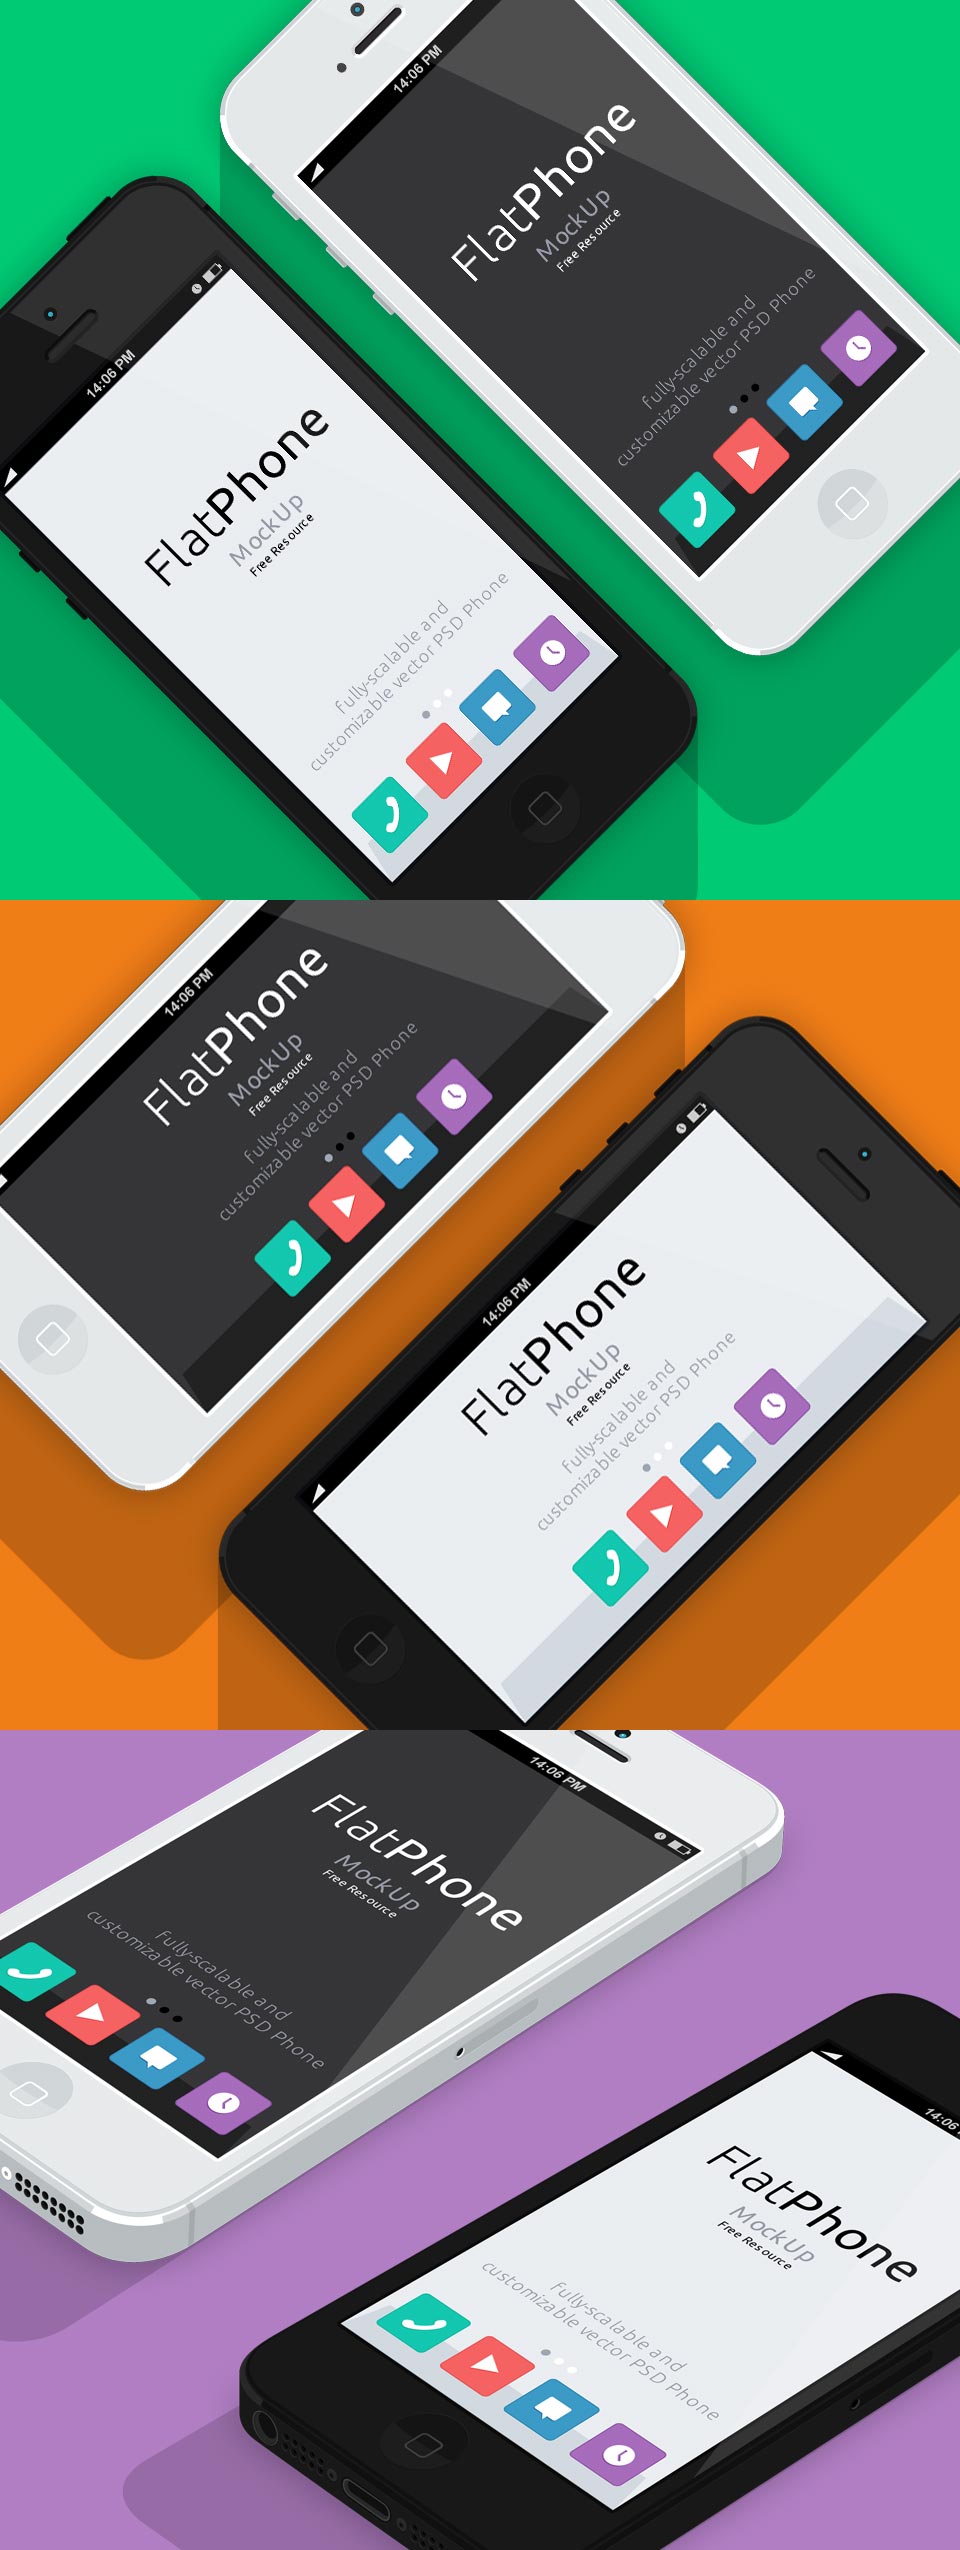 14:06 PM
FlatPhone
MockUp
Free Resource
fully-scalable and
customizable vector PSD Phone
14:06 PM
FlatPhone
MockUp
Free Resource
fully-scalable and
customizable vector PSD Phone
14:06 PM
FlatPhone
MockUp
Free Resource
fully-scalable and
customizable vector PSD Phone
14:06 PM
FlatPhone
MockUp
Free Resource
fully-scalable and
customizable vector PSD Phone
14:06 PM
FlatPhone
MockUp
Free Resource
fully-scalable and
customizable vector PSD Phone
14:06
FlatPhone
MockUp
Free Resource
fully-scalable and
customizable vector PSD Phone